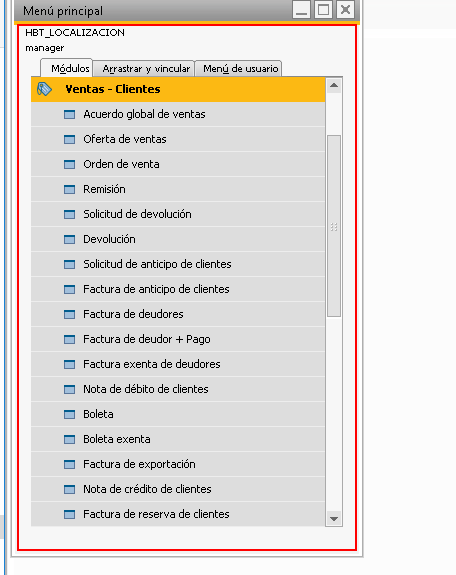 Menú principal
HBT_LOCALIZACION
manager
Módulos Arrastrar y vincular Menú de usuario
Ventas - Clientes
Acuerdo global de ventas
Oferta de ventas
Orden de venta
Remisión
Solicitud de devolución
Devolución
Solicitud de anticipo de clientes
Factura de anticipo de clientes
Factura de deudores
Factura de deudor + Pago
Factura exenta de deudores
Nota de débito de clientes
Boleta
Boleta exenta
Factura de exportación
Nota de crédito de clientes
Factura de reserva de clientes